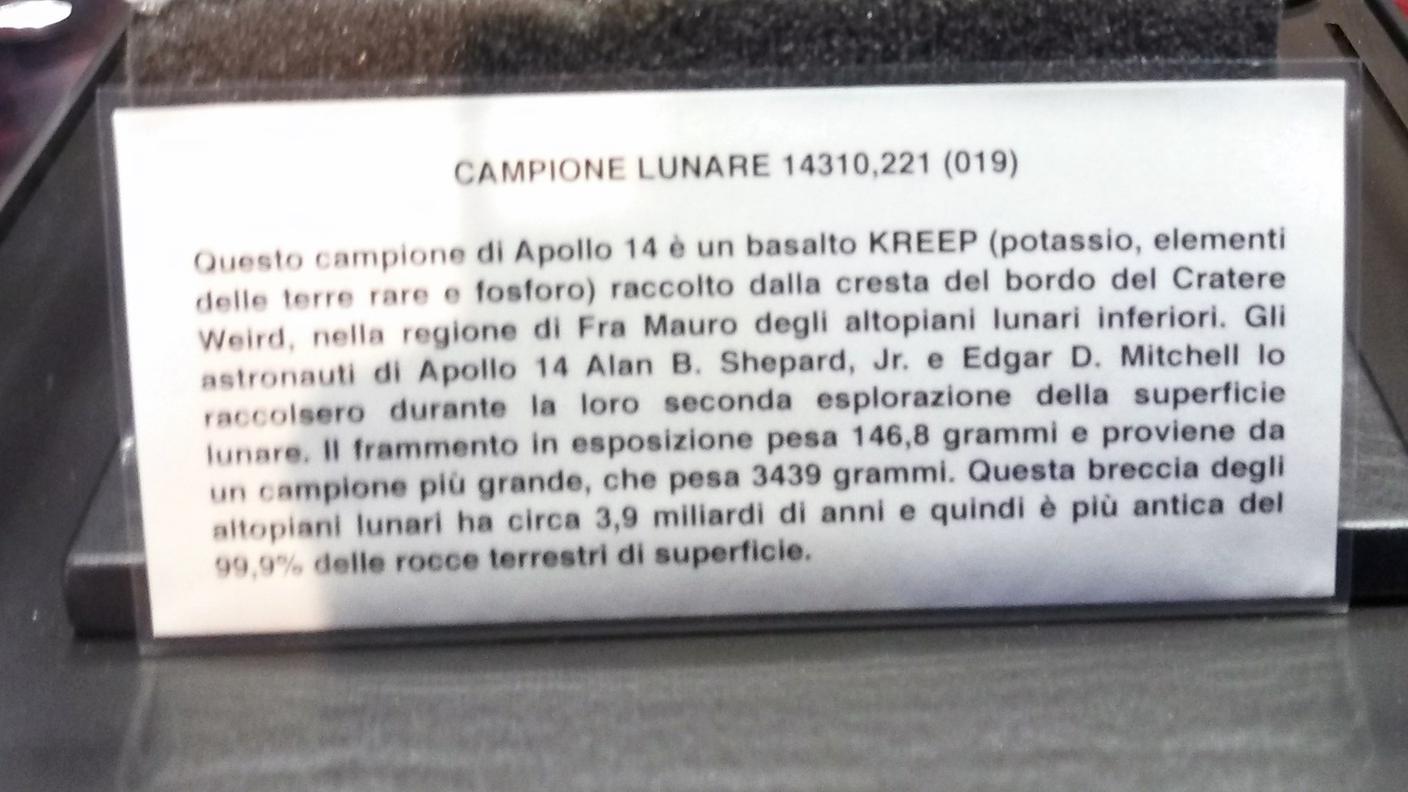 CAMPIONE LUNARE 14310,221 (019)
Questo campione di Apollo 14 è un basalto KREEP (potassio, elementi
delle terre rare e fosforo) raccolto dalla cresta del bordo del Cratere
Weird, nella regione di Fra Mauro degli altopiani lunari inferiori. Gli
astronauti di Apollo 14 Alan B. Shepard, Jr. e Edgar D. Mitchell lo
raccolsero durante la loro seconda esplorazione della superficie
lunare. Il frammento in esposizione pesa 146,8 grammi e proviene da
un campione più grande, che pesa 3439 grammi. Questa breccia degli
altopiani lunari ha circa 3,9 miliardi di anni e quindi è più antica del
99,9% delle rocce terrestri di superficie.